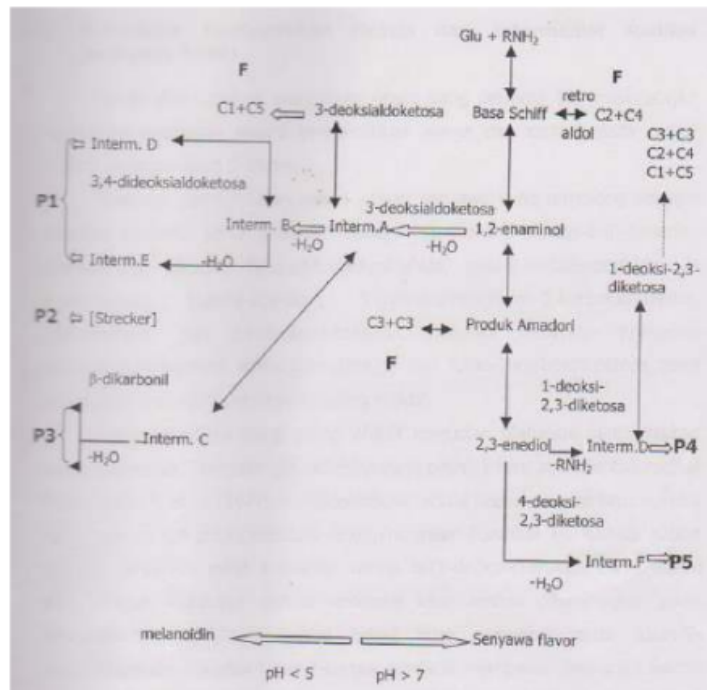 Glu + RNH₂
F
F
C1+C5
3-deoksialdoketosa
Basa Schiff
retro
aldol
C2+C4
C3+C3
C2+C4
C1+C5
Interm. D
3,4-dideoksialdoketosa
P1
Interm. B
-H₂O
Interm.A
3-deoksialdoketosa
-H₂O
1,2-enaminol
Interm.E
-H₂O
1-deoksi-2,3-
diketosa
P2
[Strecker]
C3+C3
Produk Amadori
F
β-dikarbonil
1-deoksi-
2,3-diketosa
P3
Interm. C
-H₂O
2,3-enediol
-RNH₂
Interm.D
P4
4-deoksi-
2,3-diketosa
Interm.F
P5
-H₂O
melanoidin
Senyawa flavor
pH < 5
pH > 7